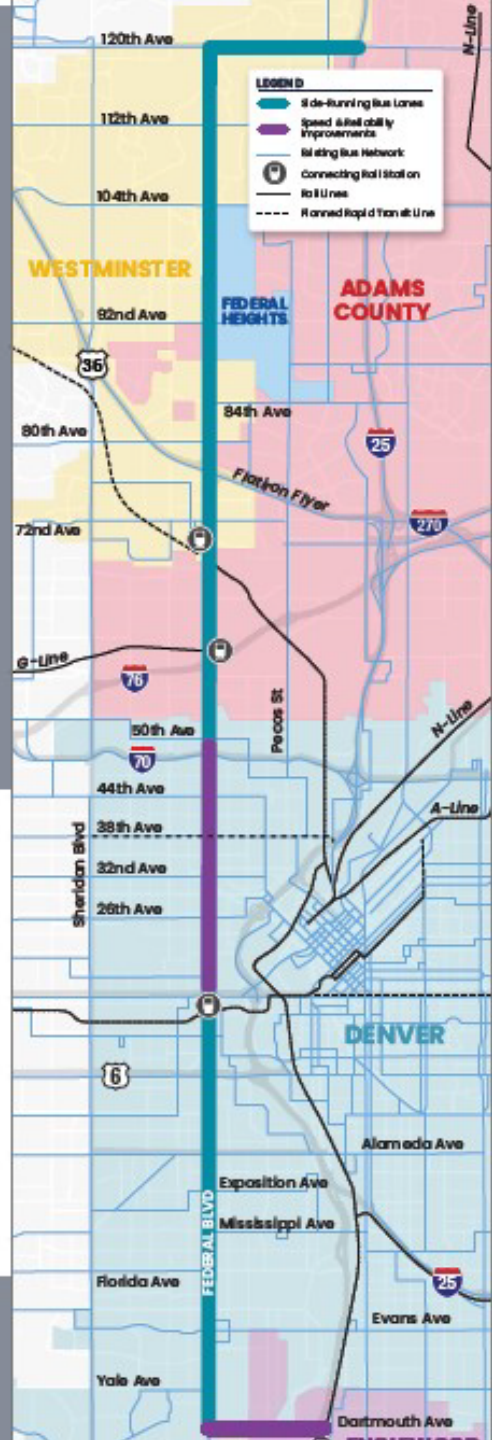 120th Ave
N-Line
LEGEND
Side-Running Bus Lanes
Speed & Reliability
Improvements
Existing Bus Network
Connecting Rail Station
Rail Lines
Planned Rapid Transit Line
112th Ave
104th Ave
WESTMINSTER
FEDERAL
HEIGHTS
ADAMS
COUNTY
92nd Ave
36
84th Ave
80th Ave
25
Flatiron Flyer
270
72nd Ave
G-Line
76
Pecos St
N-Line
50th Ave
70
44th Ave
A-Line
38th Ave
Sheridan Blvd
32nd Ave
26th Ave
DENVER
6
Alameda Ave
Exposition Ave
FEDERAL BLVD
Mississippi Ave
Florida Ave
25
Evans Ave
Yale Ave
Dartmouth Ave